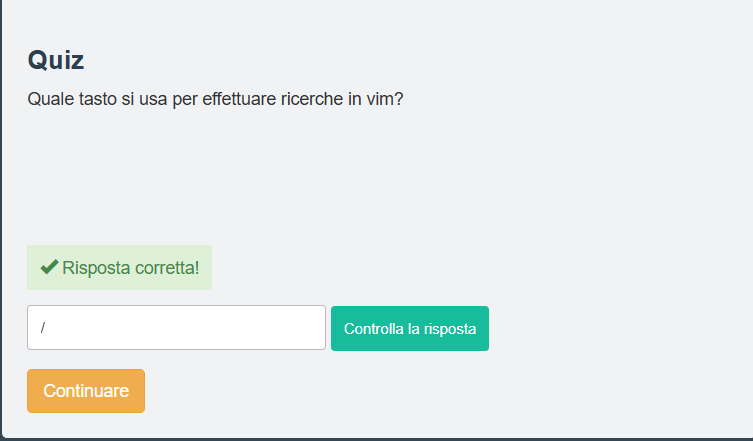 Quiz
Quale tasto si usa per effettuare ricerche in vim?
✔ Risposta corretta!
/
Controlla la risposta
Continuare